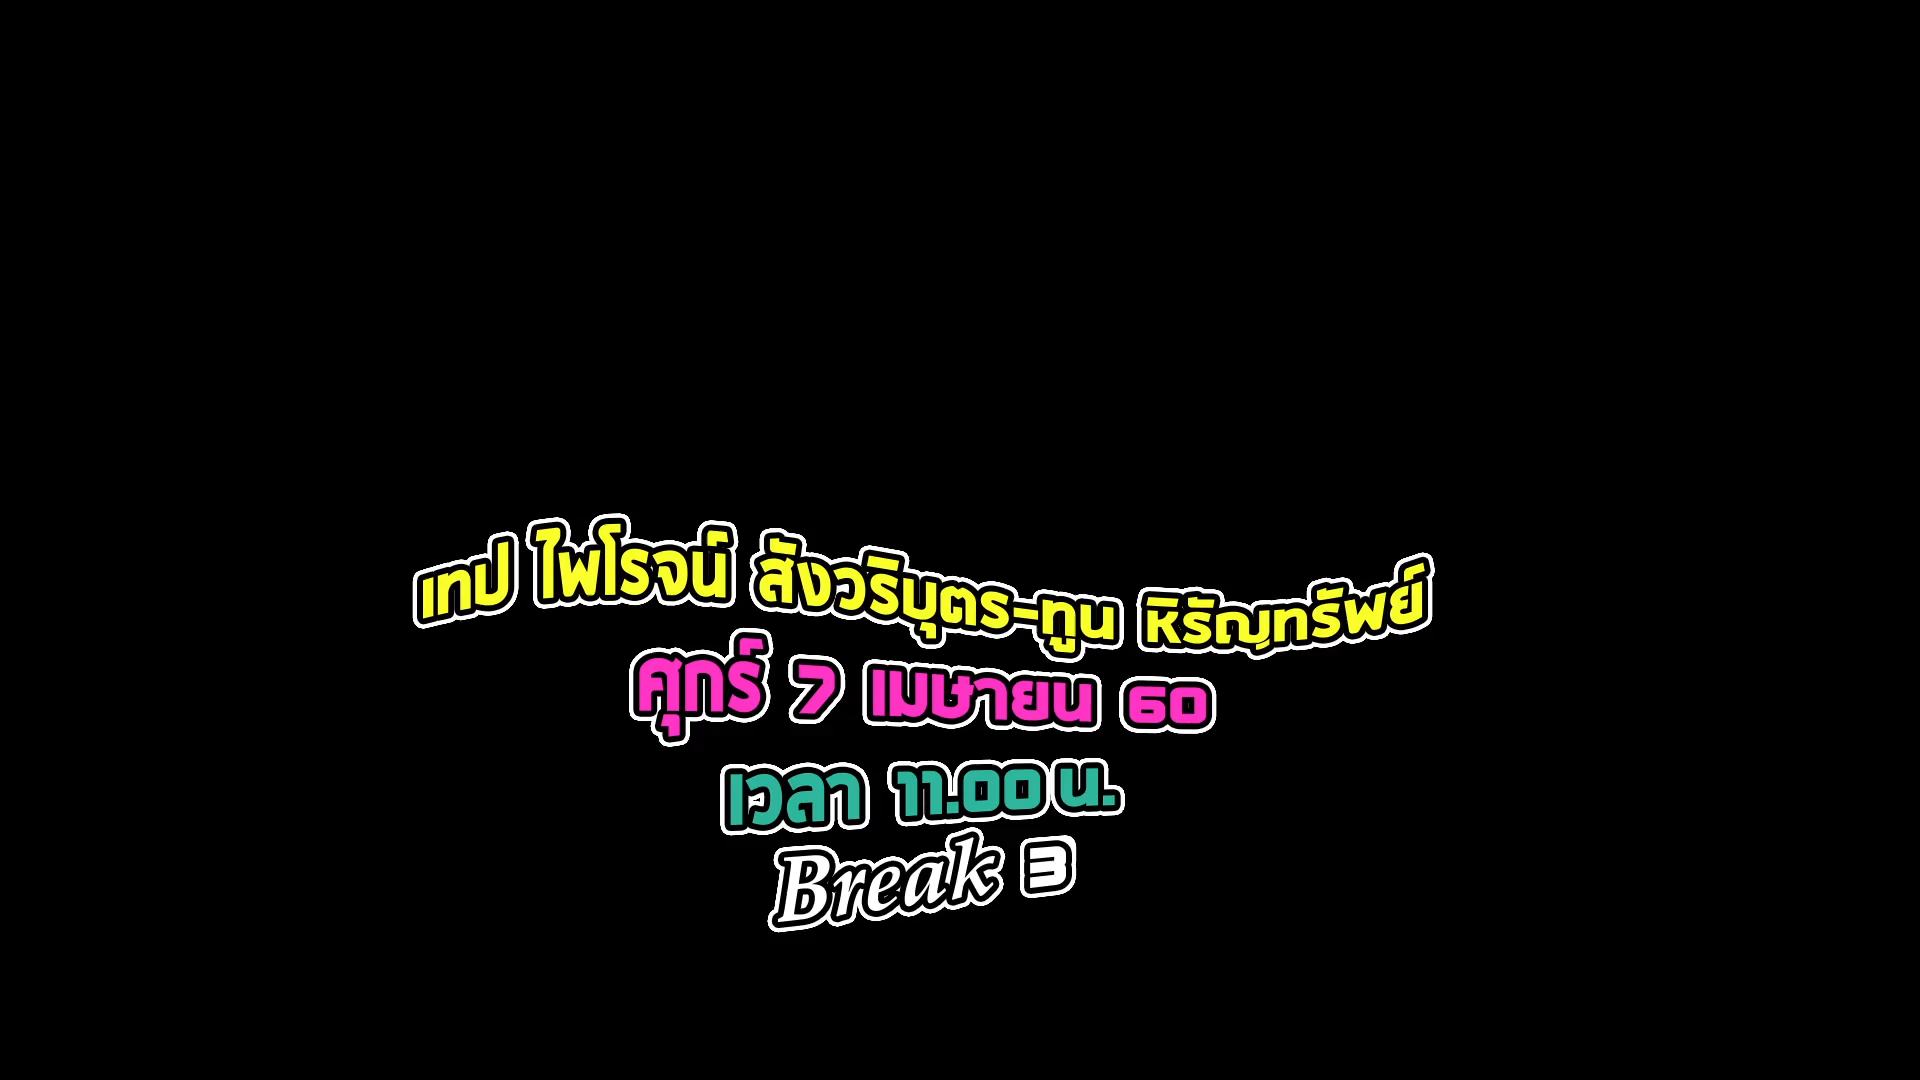 เทป ไพโรจน์ สังวริบุตร-ทูน หิรัญทรัพย์
ศุกร์ 7 เมษายน 60
เวลา 11.00 น.
Break 3